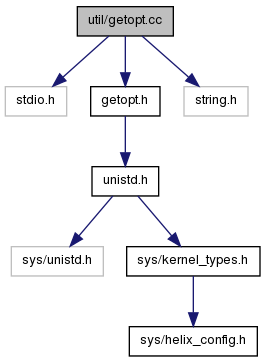 util/getopt.cc
stdio.h
getopt.h
string.h
unistd.h
sys/unistd.h
sys/kernel_types.h
sys/helix_config.h